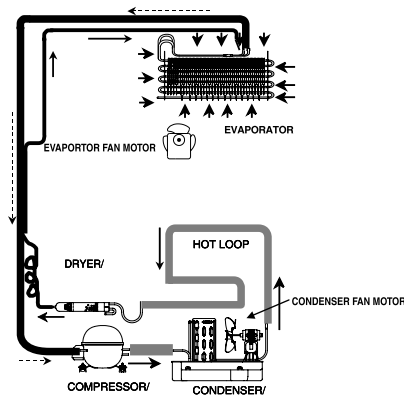 EVAPORATOR
EVAPORTOR FAN MOTOR
HOT LOOP
DRYER/
CONDENSER FAN MOTOR
COMPRESSOR/
CONDENSER/